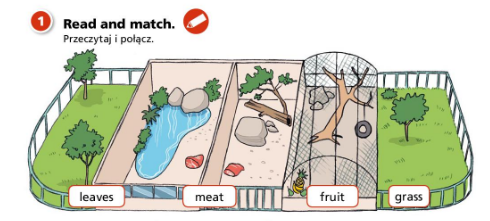 1 Read and match.
Przeczytaj i połącz.
leaves meat fruit grass